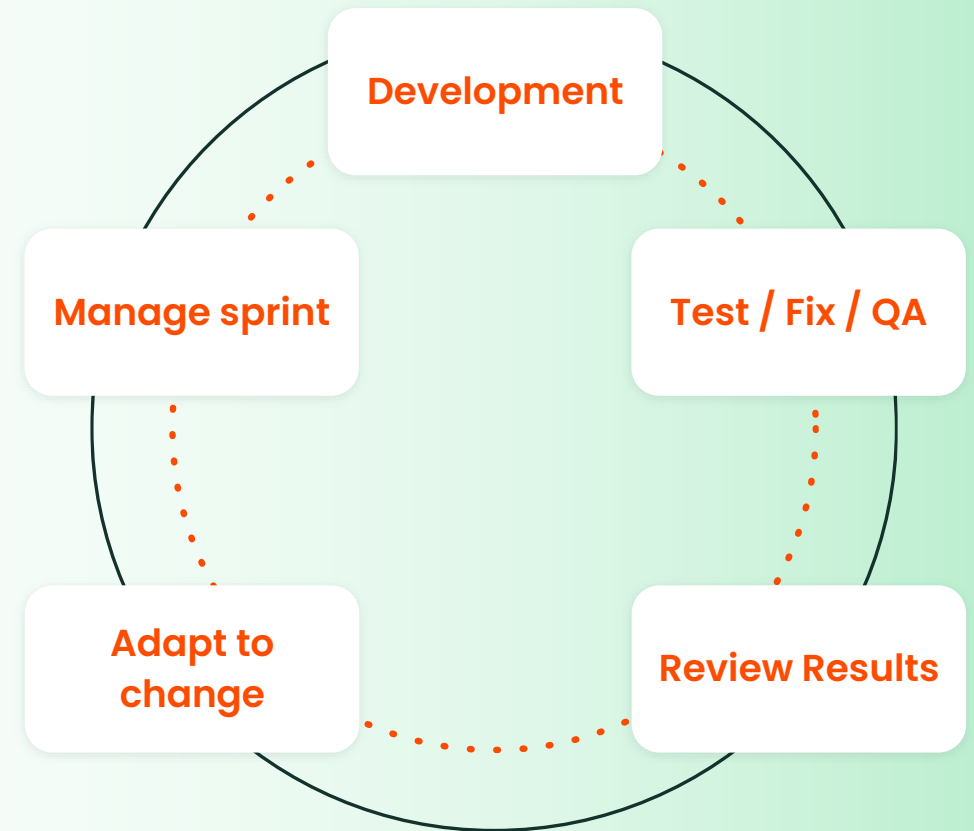 Development
Manage sprint
Test / Fix / QA
Adapt to
change
Review Results